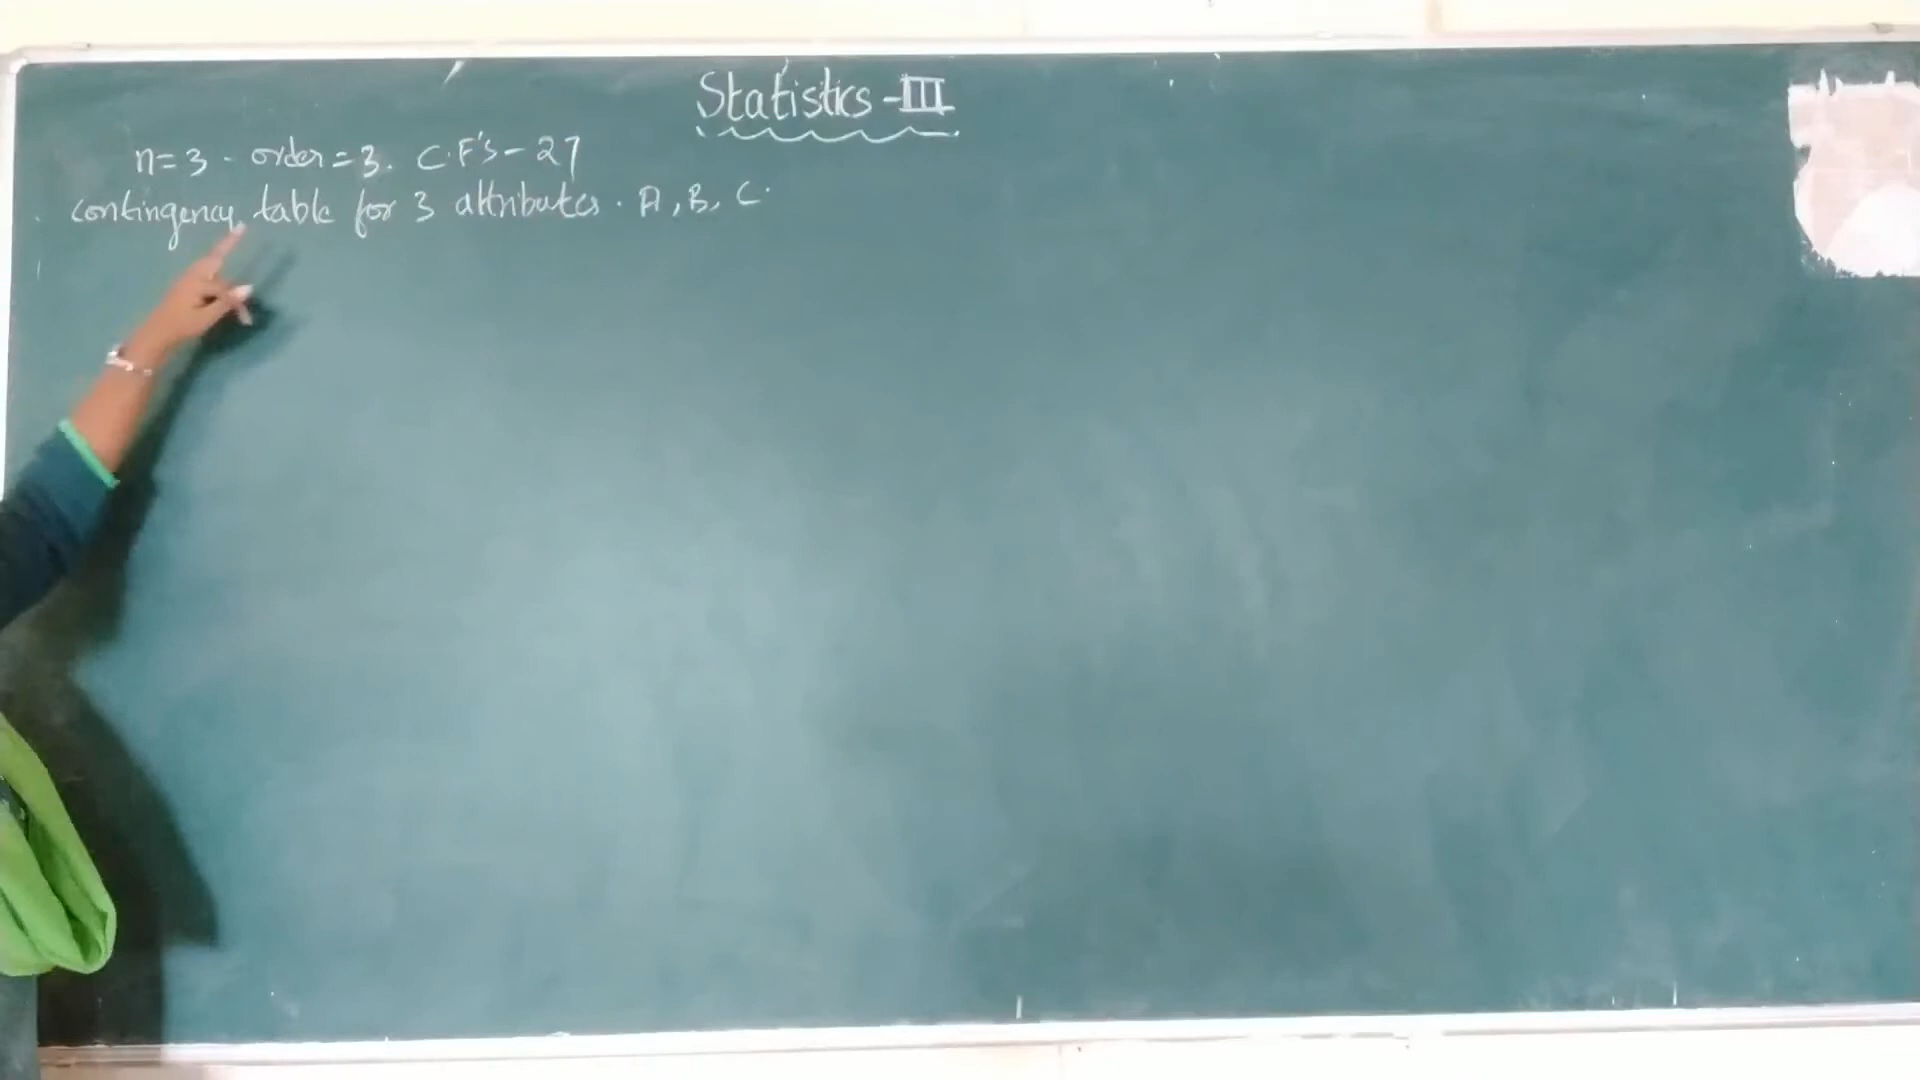 Statistics-III
n=3 - order=3. C.F'S-27
contingency table for 3 attributes. A, B, C.